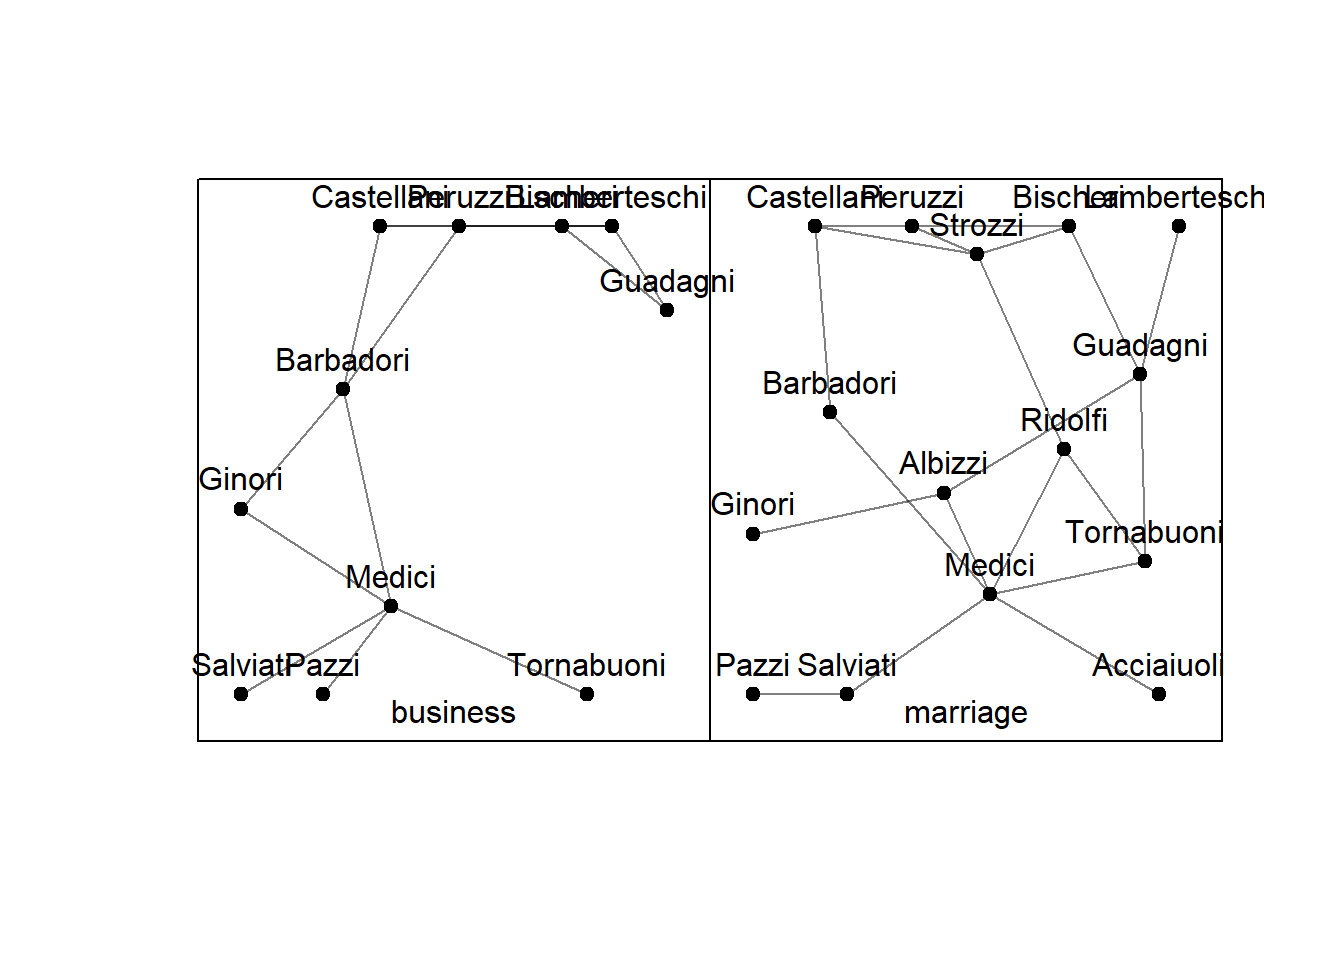 Castellani
Peruzzi
Bischeri
Lamberteschi
Guadagni
Barbadori
Ginori
Medici
Salviati
Pazzi
Tornabuoni
business
Castellani
Peruzzi
Bischeri
Lambertesch
Strozzi
Guadagni
Barbadori
Ridolfi
Albizzi
Ginori
Tornabuoni
Medici
Pazzi
Salviati
Acciaiuoli
marriage